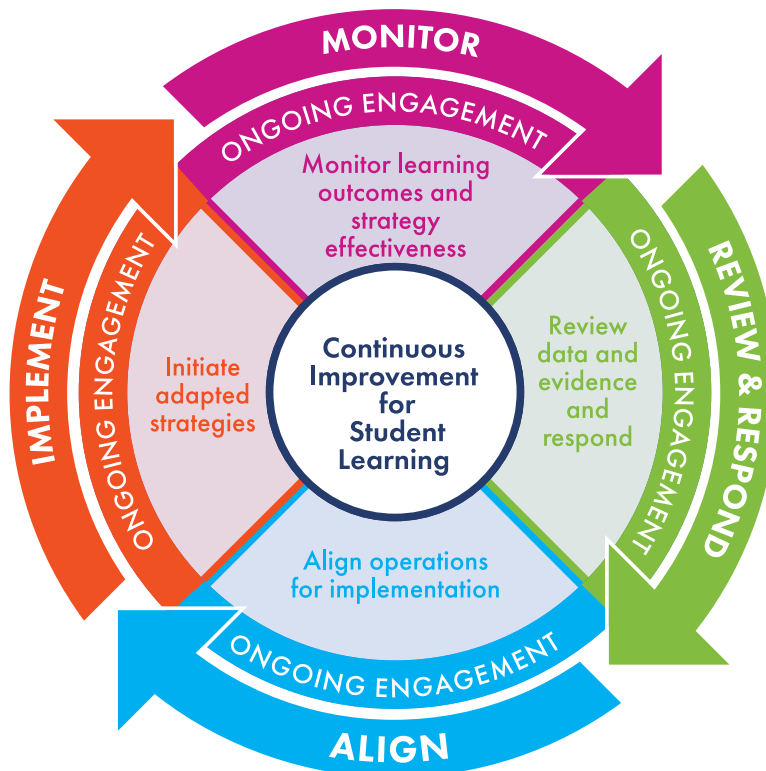 MONITOR
ONGOING ENGAGEMENT
Monitor learning
outcomes and
strategy
effectiveness
REVIEW & RESPOND
ONGOING ENGAGEMENT
Review
data and
evidence
and
respond
ALIGN
ONGOING ENGAGEMENT
Align operations
for implementation
IMPLEMENT
ONGOING ENGAGEMENT
Initiate
adapted
strategies
Continuous
Improvement
for
Student
Learning